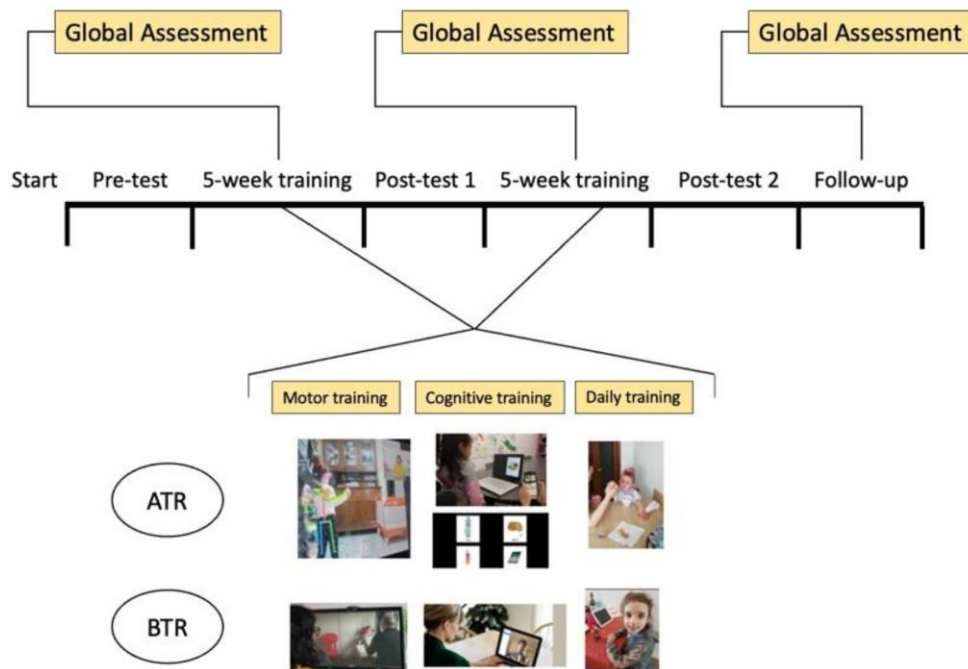 Global Assessment
Global Assessment
Global Assessment
Start
Pre-test
5-week training
Post-test 1
5-week training
Post-test 2
Follow-up
Motor training
Cognitive training
Daily training
ATR
BTR